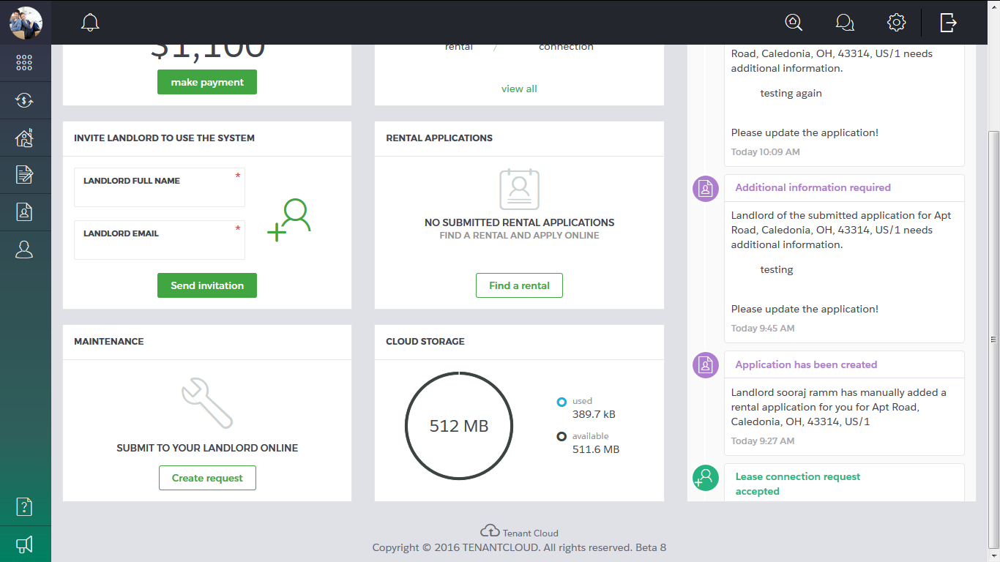 $1,100
make payment
rental / connection
view all
INVITE LANDLORD TO USE THE SYSTEM
LANDLORD FULL NAME *
LANDLORD EMAIL *
Send invitation
RENTAL APPLICATIONS
NO SUBMITTED RENTAL APPLICATIONS
FIND A RENTAL AND APPLY ONLINE
Find a rental
MAINTENANCE
SUBMIT TO YOUR LANDLORD ONLINE
Create request
CLOUD STORAGE
512 MB
used
389.7 kB
available
511.6 MB
Road, Caledonia, OH, 43314, US/1 needs
additional information.
testing again
Please update the application!
Today 10:09 AM
Additional information required
Landlord of the submitted application for Apt
Road, Caledonia, OH, 43314, US/1 needs
additional information.
testing
Please update the application!
Today 9:45 AM
Application has been created
Landlord sooraj ramm has manually added a
rental application for you for Apt Road,
Caledonia, OH, 43314, US/1
Today 9:27 AM
Lease connection request
accepted
Tenant Cloud
Copyright © 2016 TENANTCLOUD. All rights reserved. Beta 8